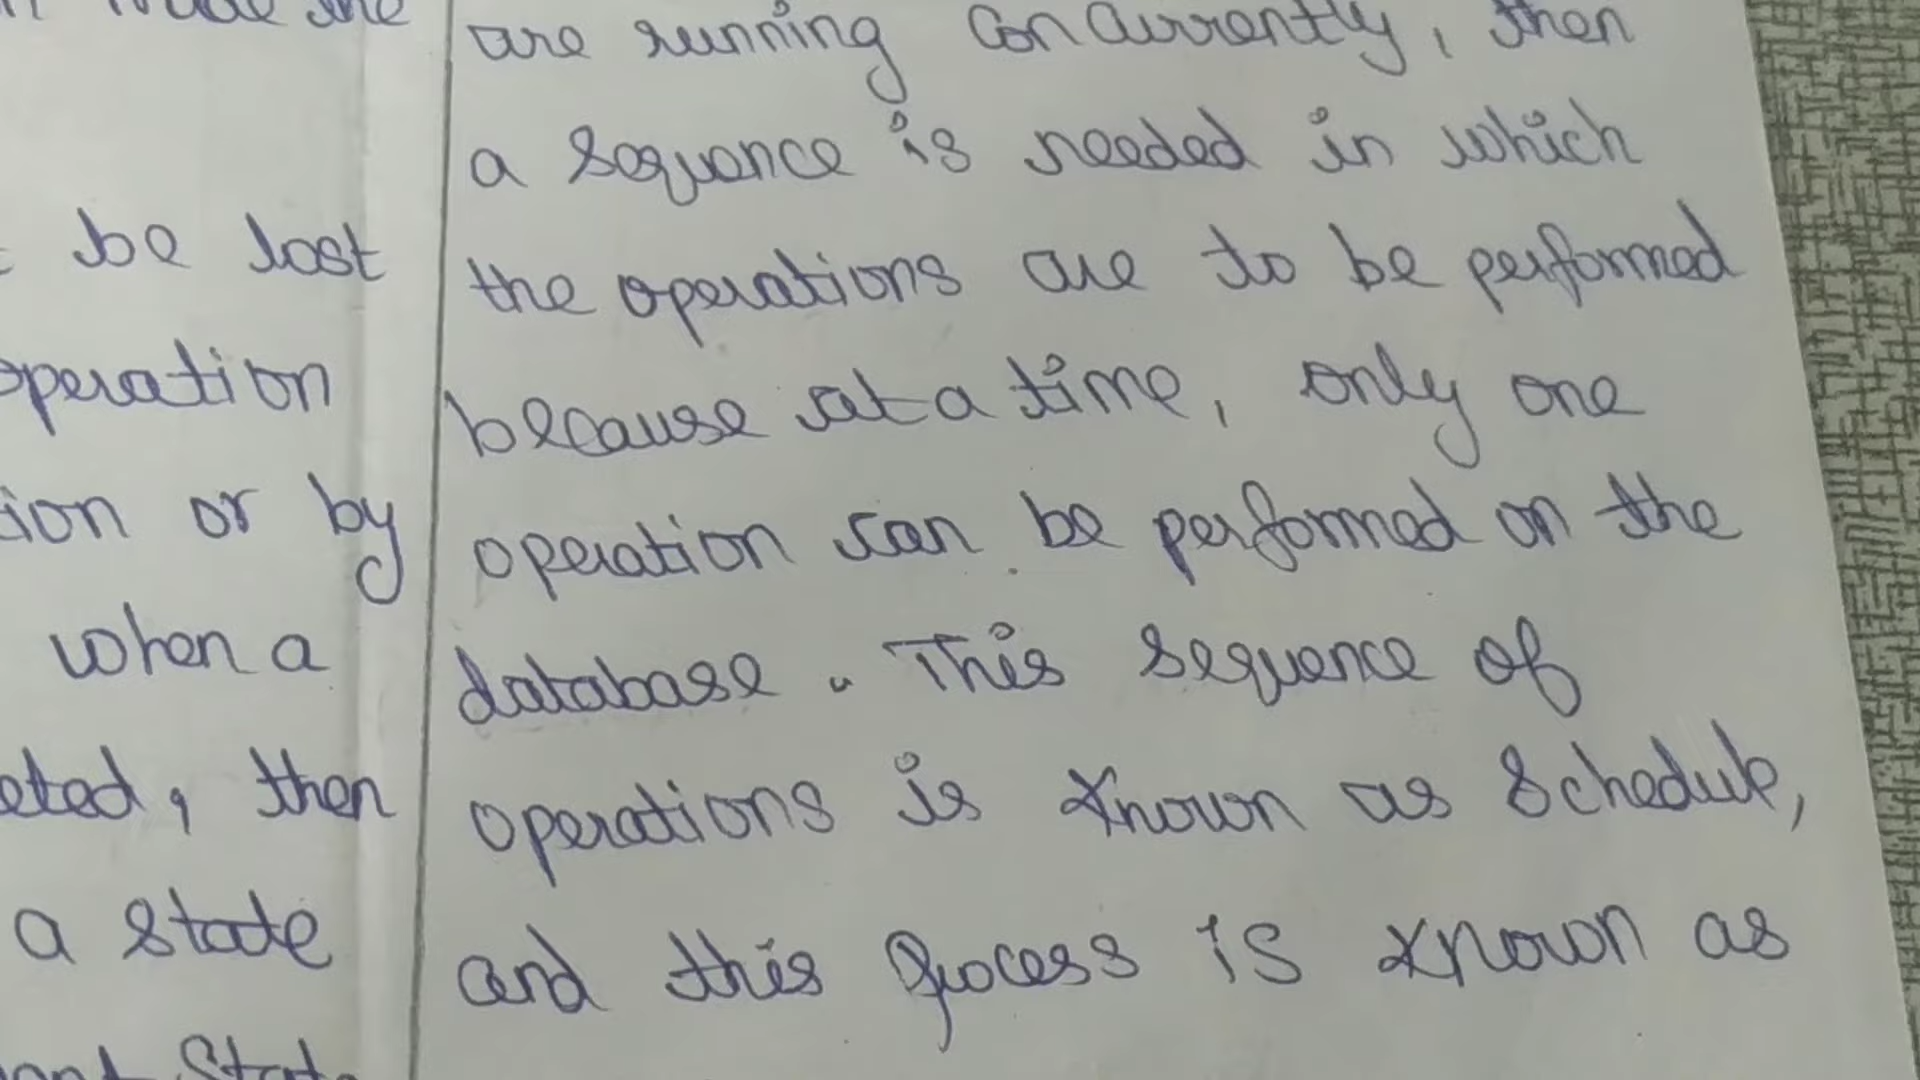 be lost
operation
or by
when a
then
a state
are running concurrently, then
a sequence is needed in which
the operations are to be performed
because at a time, only one
operation can be performed on the
database. This sequence of
operations is known as Schedule,
and this process is known as